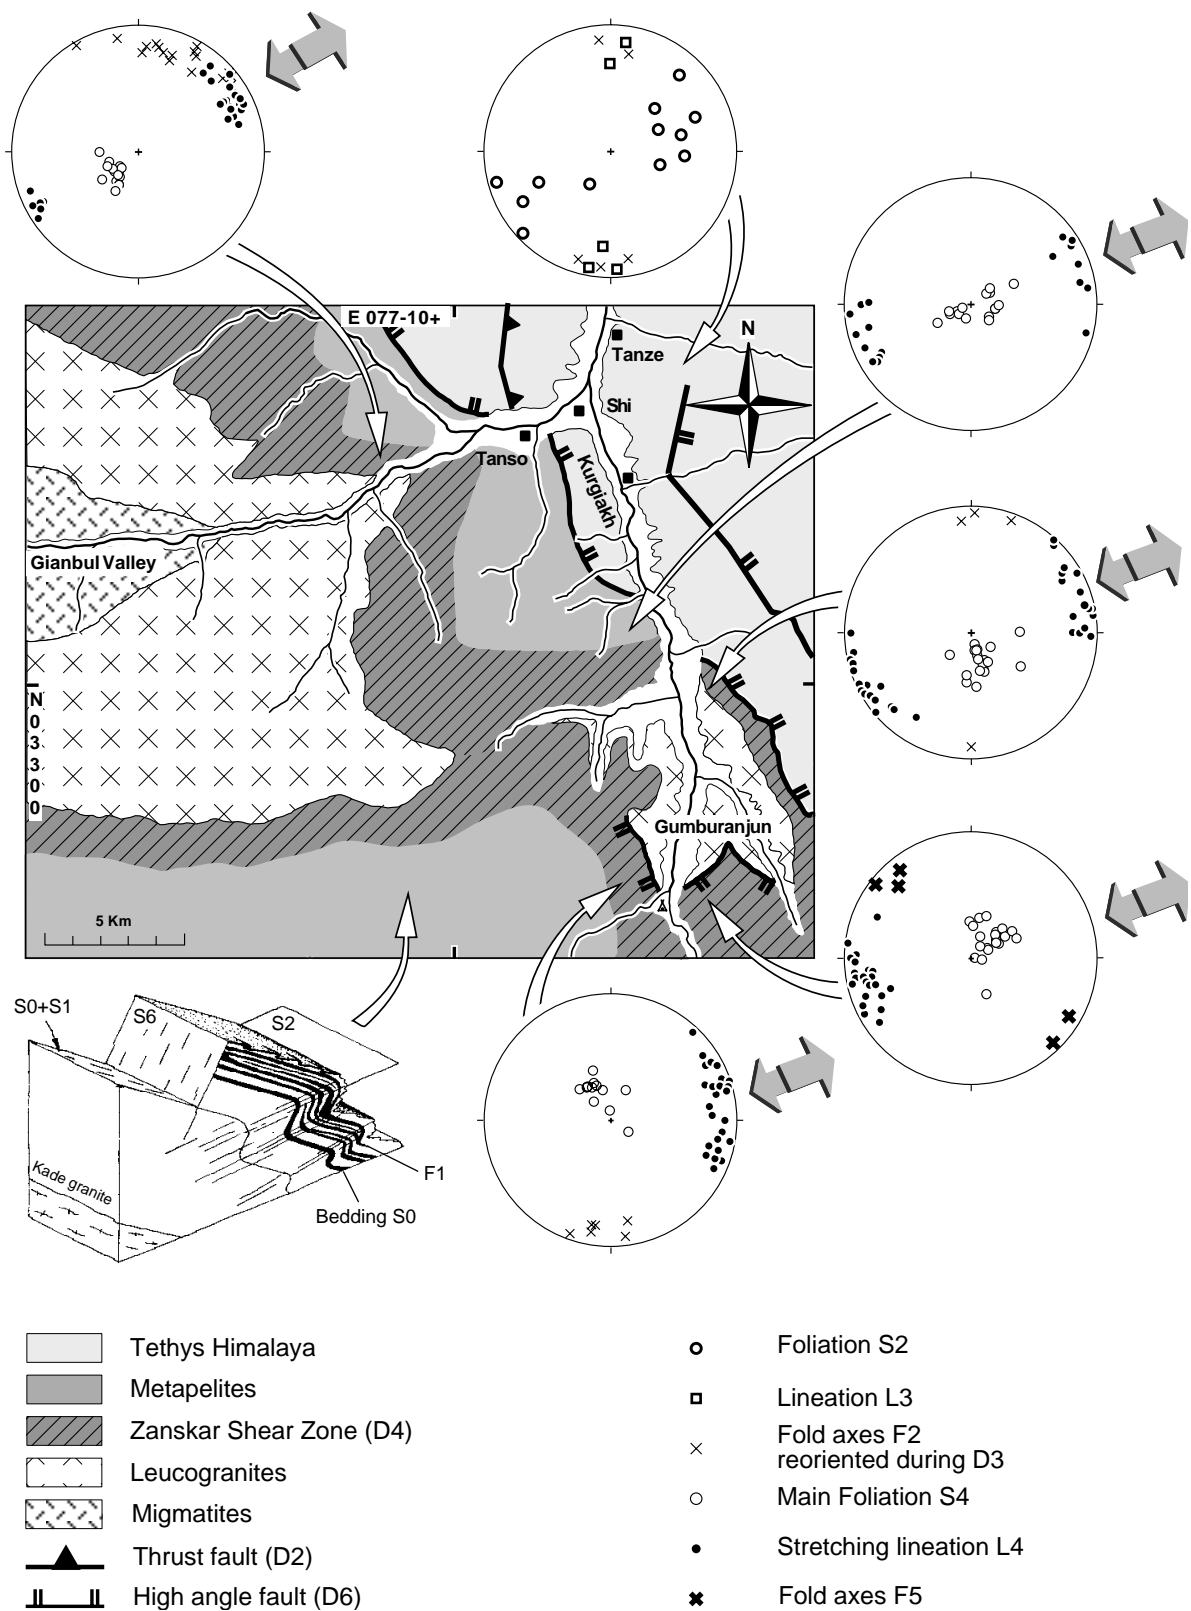 E 077-10+
N
Tanze
Shi
Tanso
Kurgiakh
Gianbul Valley
N
0
3
3
0
0
Gumburanjun
5 Km
S0+S1
S6
S2
Kade granite
F1
Bedding S0
Tethys Himalaya
Metapelites
Zanskar Shear Zone (D4)
Leucogranites
Migmatites
Thrust fault (D2)
High angle fault (D6)
Foliation S2
Lineation L3
Fold axes F2
reoriented during D3
Main Foliation S4
Stretching lineation L4
Fold axes F5